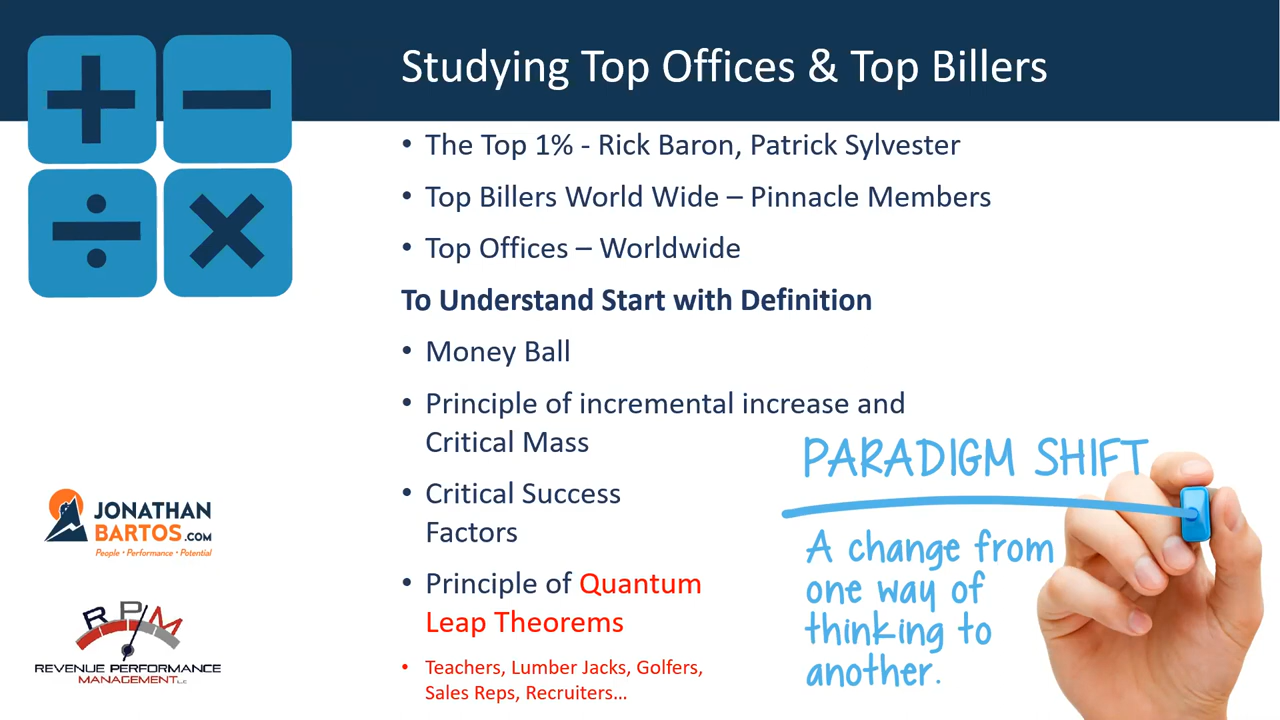 Studying Top Offices & Top Billers
• The Top 1% - Rick Baron, Patrick Sylvester
• Top Billers World Wide – Pinnacle Members
• Top Offices – Worldwide
To Understand Start with Definition
• Money Ball
• Principle of incremental increase and
Critical Mass
• Critical Success
Factors
• Principle of Quantum
Leap Theorems
• Teachers, Lumber Jacks, Golfers,
Sales Reps, Recruiters...
PARADIGM SHIFT
A change from
one way of
thinking to
another.
JONATHAN
BARTOS.COM
People • Performance • Potential
RPM
REVENUE PERFORMANCE
MANAGEMENT LLC